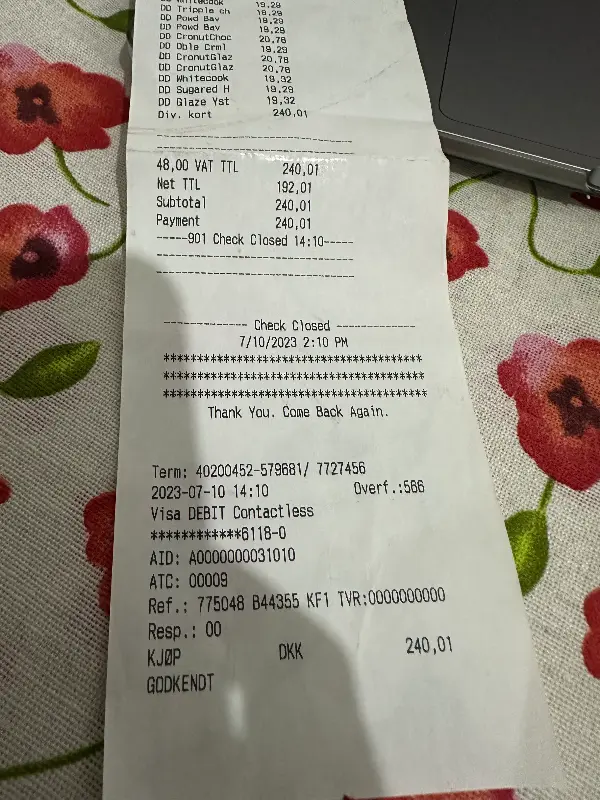 DD Whitecook 19,29
DD Tripple ch 19,29
DD Powd Bav 19,29
DD Powd Bav 19,29
DD CronutChoc 20,78
DD Dble Crml 19,29
DD CronutGlaz 20,78
DD CronutGlaz 20,78
DD Whitecook 19,32
DD Sugared H 19,29
DD Glaze Yst 19,32
Div. kort 240,01
48,00 VAT TTL 240,01
Net TTL 192,01
Subtotal 240,01
Payment 240,01
-----901 Check Closed 14:10-----
------------- Check Closed -------------
7/10/2023 2:10 PM
****************************************
****************************************
****************************************
Thank You. Come Back Again.
Term: 40200452-579681/ 7727456
2023-07-10 14:10 Overf.:566
Visa DEBIT Contactless
************6118-0
AID: A0000000031010
ATC: 00009
Ref.: 775048 B44355 KF1 TVR:0000000000
Resp.: 00
KJØP DKK 240,01
GODKENDT